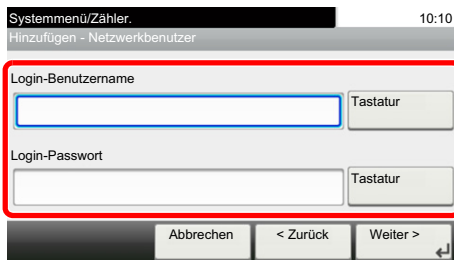 Systemmenü/Zähler. 10:10
Hinzufügen - Netzwerkbenutzer
Login-Benutzername
Tastatur
Login-Passwort
Tastatur
Abbrechen < Zurück Weiter >